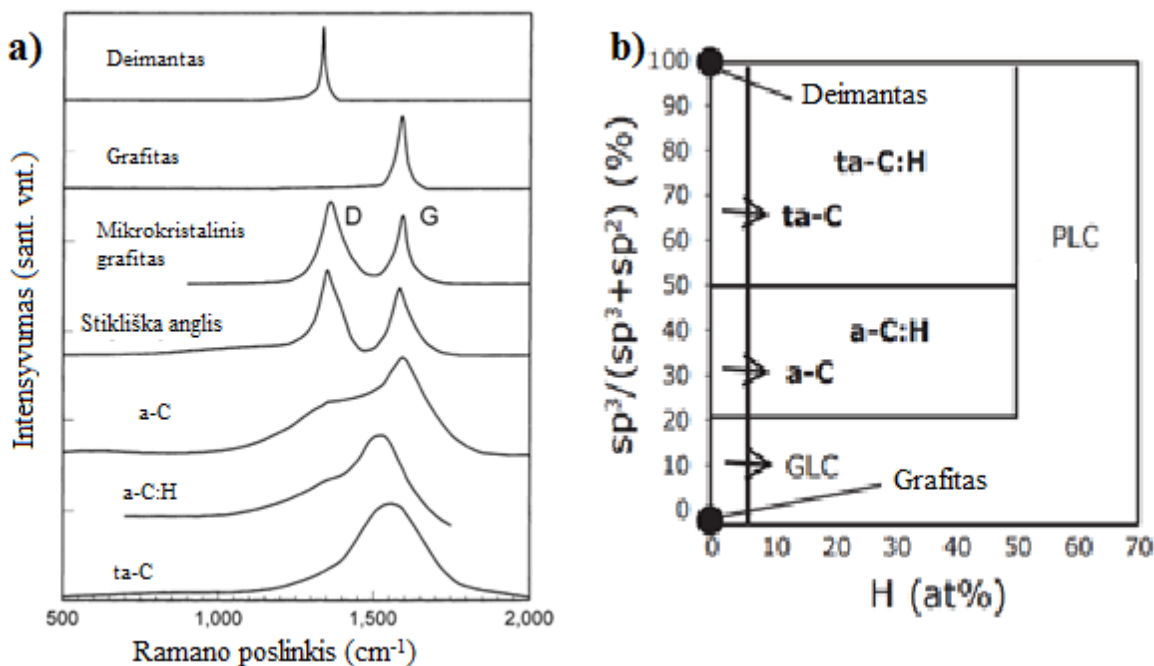 a)
Deimantas
Grafitas
D
G
Mikrokristalinis
grafitas
Stikliška anglis
a-C
a-C:H
ta-C
Intensyvumas (sant. vnt.)
500
1,000
1,500
2,000
Ramano poslinkis (cm⁻¹)
b)
100
90
80
70
60
50
40
30
20
10
0
sp³/(sp³+sp²) (%)
Deimantas
ta-C:H
ta-C
PLC
a-C:H
a-C
GLC
Grafitas
0
10
20
30
40
50
60
70
H (at%)